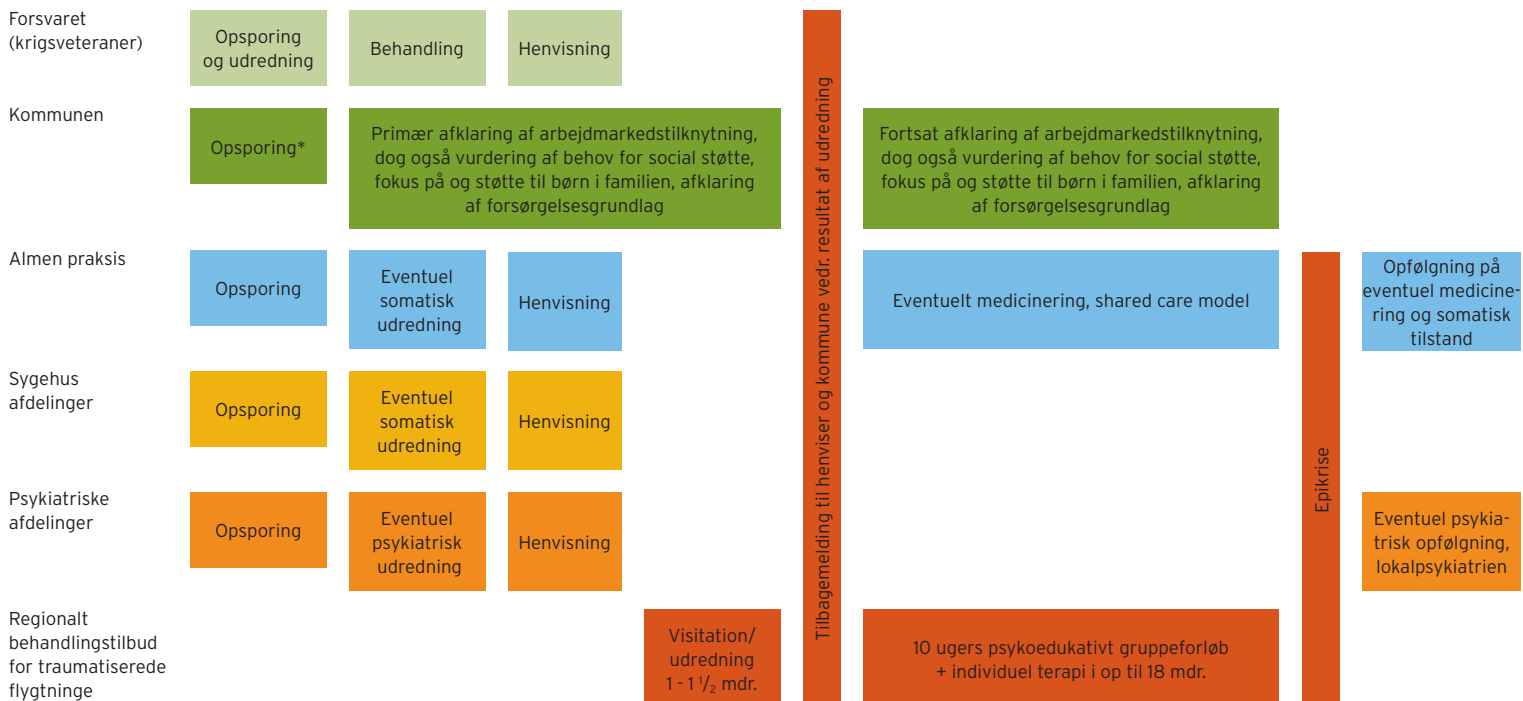 Forsvaret
(krigsveteraner)
Opsporing
og udredning
Behandling
Henvisning
Kommunen
Opsporing*
Primær afklaring af arbejdmarkedstilknytning,
dog også vurdering af behov for social støtte,
fokus på og støtte til børn i familien, afklaring
af forsørgelsesgrundlag
Fortsat afklaring af arbejdmarkedstilknytning,
dog også vurdering af behov for social støtte,
fokus på og støtte til børn i familien, afklaring
af forsørgelsesgrundlag
Almen praksis
Opsporing
Eventuel
somatisk
udredning
Henvisning
Eventuelt medicinering, shared care model
Opfølgning på
eventuel medicine-
ring og somatisk
tilstand
Sygehus
afdelinger
Opsporing
Eventuel
somatisk
udredning
Henvisning
Psykiatriske
afdelinger
Opsporing
Eventuel
psykiatrisk
udredning
Henvisning
Eventuel psykia-
trisk opfølgning,
lokalpsykiatrien
Regionalt
behandlingstilbud
for traumatiserede
flygtninge
Visitation/
udredning
1 - 1 1/2 mdr.
Tilbagemelding til henviser og kommune vedr. resultat af udredning
10 ugers psykoedukativt gruppeforløb
+ individuel terapi i op til 18 mdr.
Epikrise